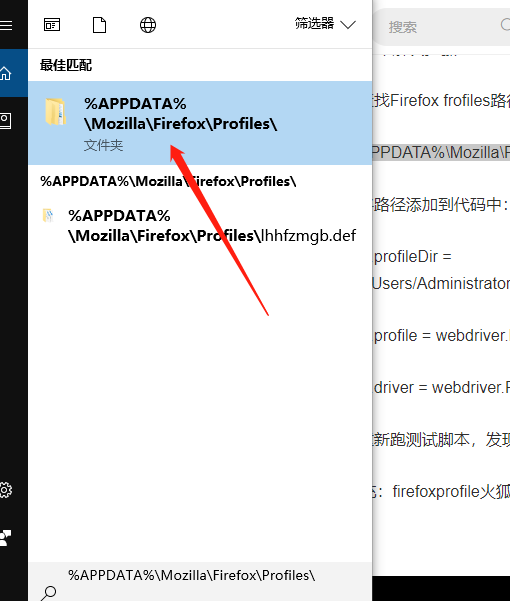 筛选器
最佳匹配
%APPDATA%
\Mozilla\Firefox\Profiles\
文件夹
%APPDATA%\Mozilla\Firefox\Profiles\
%APPDATA%
\Mozilla\Firefox\Profiles\lhhfzmgb.def
%APPDATA%\Mozilla\Firefox\Profiles\
搜索
找Firefox frofiles路径
PPDATA%\Mozilla\
路径添加到代码中：
profileDir =
Users/Administrator
profile = webdriver.
driver = webdriver.
新跑测试脚本，发现
：firefoxprofile火狐